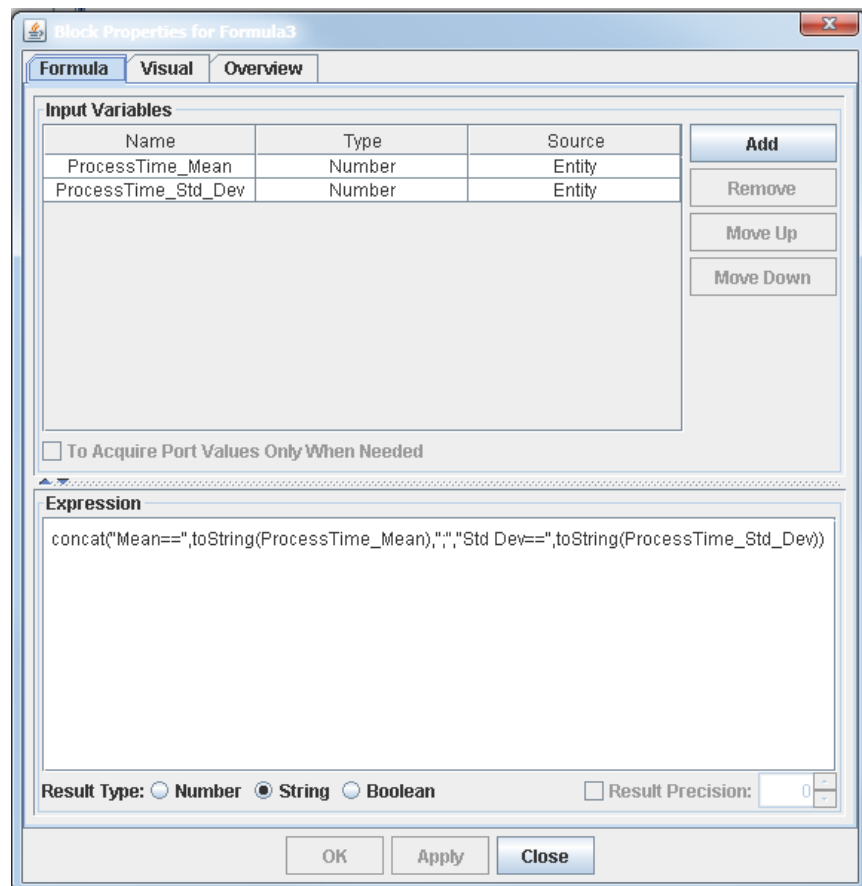 Block Properties for Formula3
Formula Visual Overview
Input Variables
Name Type Source
ProcessTime_Mean Number Entity
ProcessTime_Std_Dev Number Entity
Add
Remove
Move Up
Move Down
To Acquire Port Values Only When Needed
Expression
concat("Mean==",toString(ProcessTime_Mean),";","Std Dev==",toString(ProcessTime_Std_Dev))
Result Type: Number String Boolean Result Precision: 0
OK Apply Close